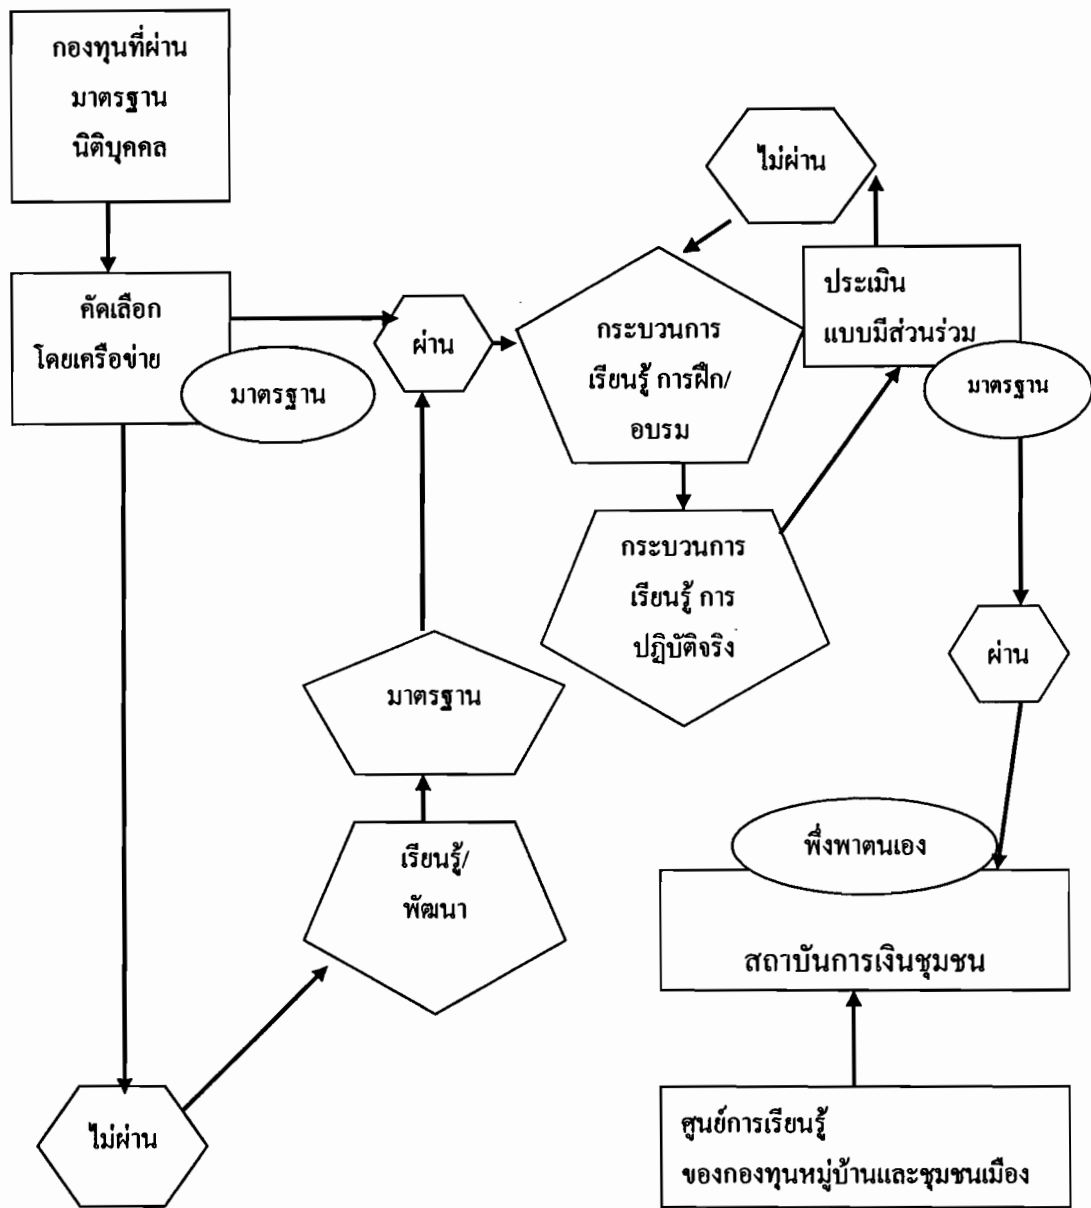 กองทุนที่ผ่าน
มาตรฐาน
นิติบุคคล
คัดเลือก
โดยเครือข่าย
มาตรฐาน
ผ่าน
ไม่ผ่าน
กระบวนการ
เรียนรู้ การฝึก/
อบรม
ประเมิน
แบบมีส่วนร่วม
มาตรฐาน
กระบวนการ
เรียนรู้ การ
ปฏิบัติจริง
ผ่าน
มาตรฐาน
เรียนรู้/
พัฒนา
ไม่ผ่าน
พึ่งพาตนเอง
สถาบันการเงินชุมชน
ศูนย์การเรียนรู้
ของกองทุนหมู่บ้านและชุมชนเมือง